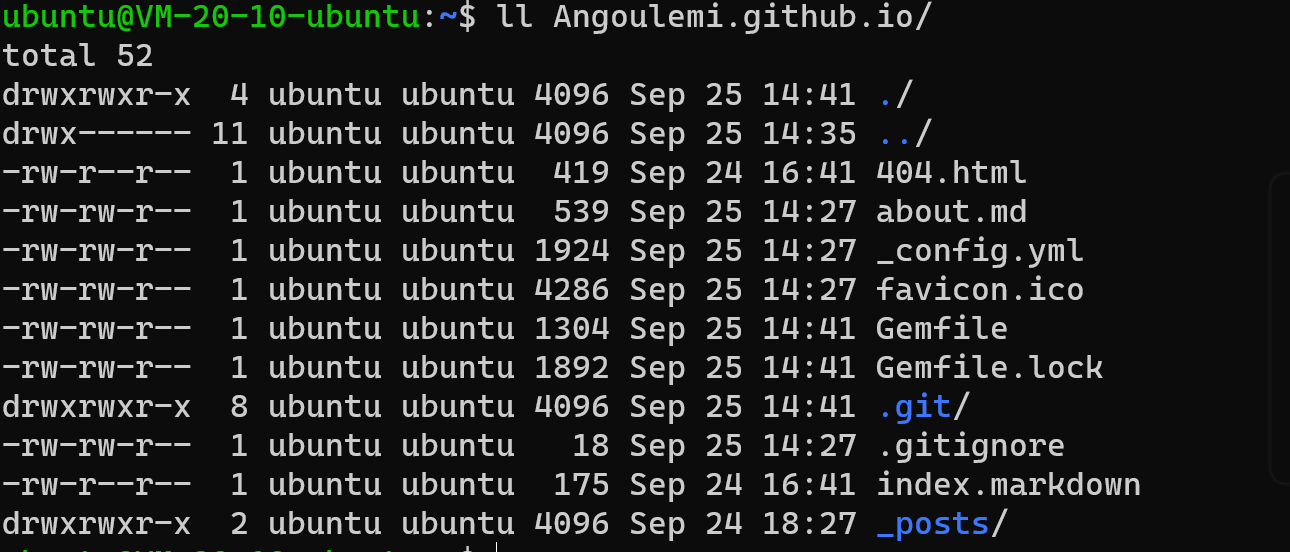 ubuntu@VM-20-10-ubuntu:~$ ll Angoulemi.github.io/
total 52
drwxrwxr-x  4 ubuntu ubuntu 4096 Sep 25 14:41 ./
drwx------ 11 ubuntu ubuntu 4096 Sep 25 14:35 ../
-rw-r--r--  1 ubuntu ubuntu  419 Sep 24 16:41 404.html
-rw-rw-r--  1 ubuntu ubuntu  539 Sep 25 14:27 about.md
-rw-rw-r--  1 ubuntu ubuntu 1924 Sep 25 14:27 _config.yml
-rw-rw-r--  1 ubuntu ubuntu 4286 Sep 25 14:27 favicon.ico
-rw-rw-r--  1 ubuntu ubuntu 1304 Sep 25 14:41 Gemfile
-rw-rw-r--  1 ubuntu ubuntu 1892 Sep 25 14:41 Gemfile.lock
drwxrwxr-x  8 ubuntu ubuntu 4096 Sep 25 14:41 .git/
-rw-rw-r--  1 ubuntu ubuntu   18 Sep 25 14:27 .gitignore
-rw-r--r--  1 ubuntu ubuntu  175 Sep 24 16:41 index.markdown
drwxrwxr-x  2 ubuntu ubuntu 4096 Sep 24 18:27 _posts/